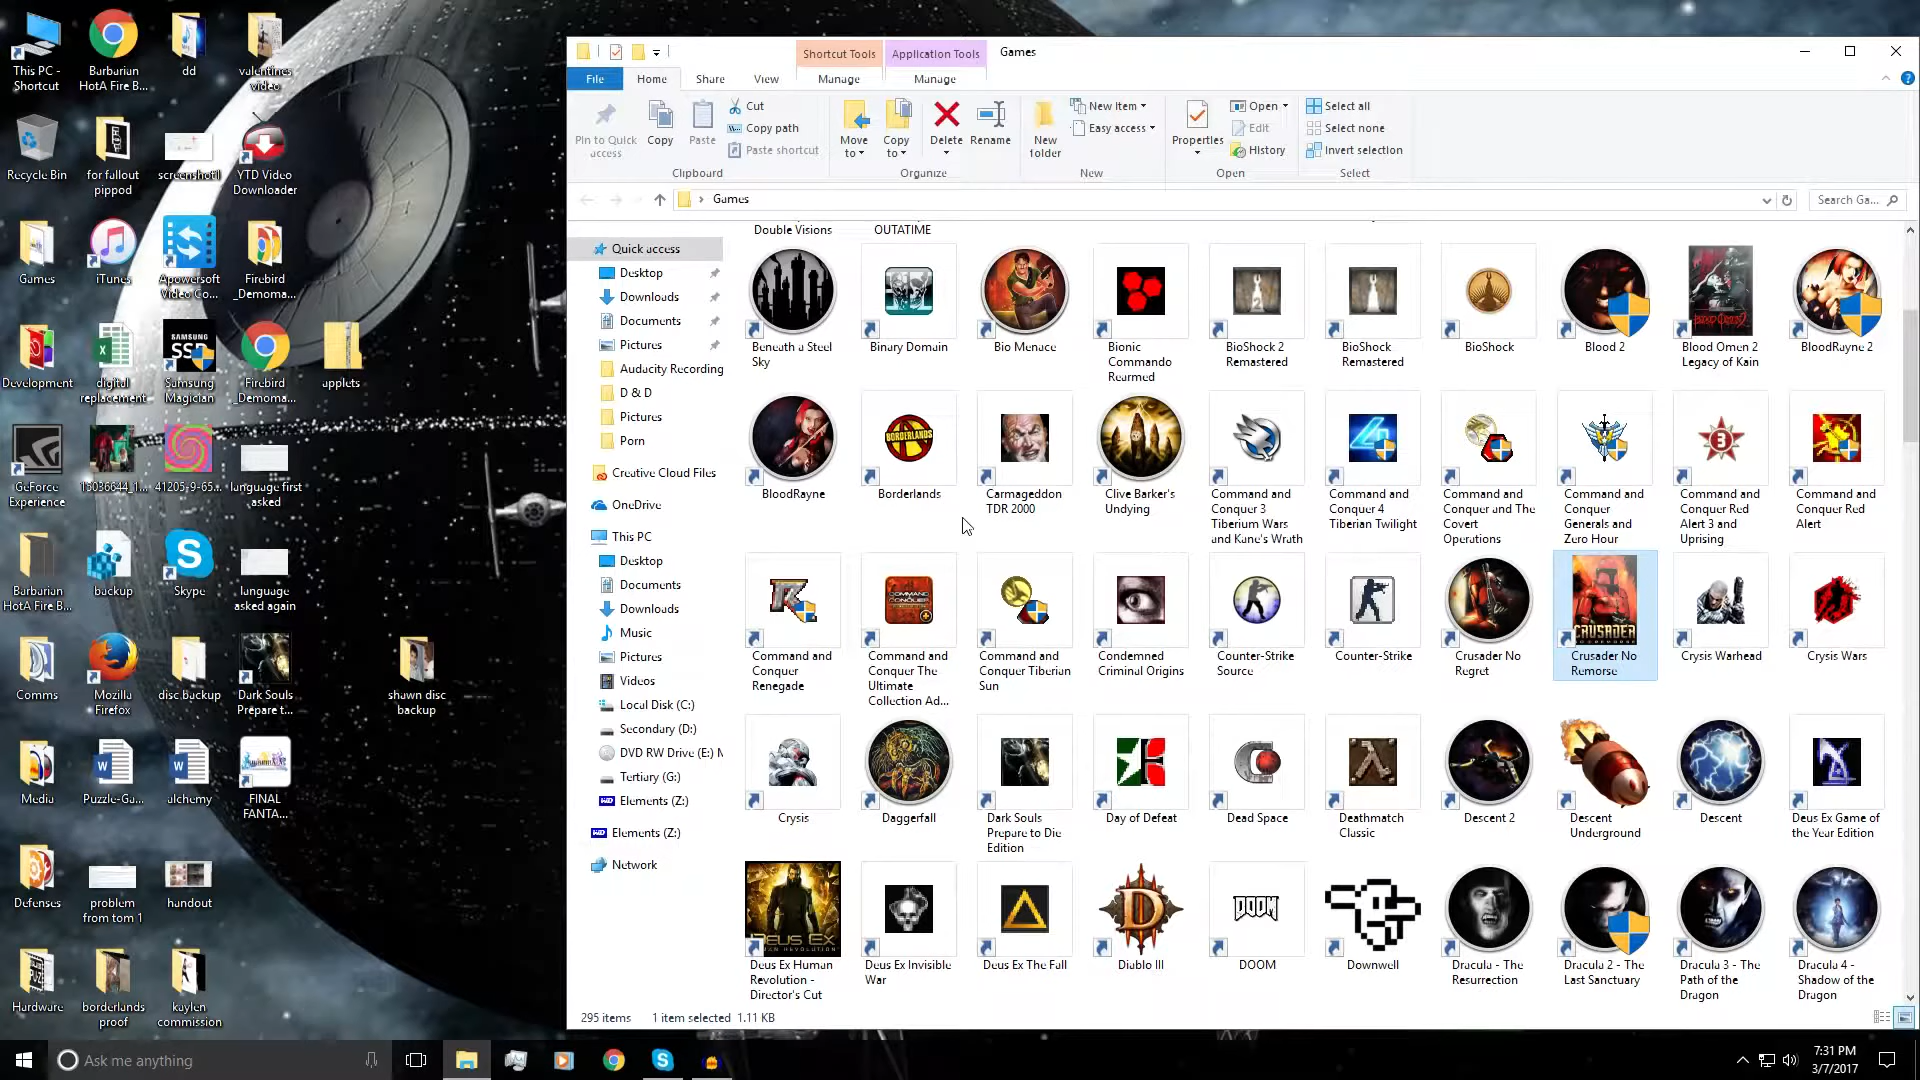 This PC -
Shortcut
Barbarian
HotA Fire B...
dd
valentines
video
Recycle Bin
for fallout
pippod
screenshot1
YTD Video
Downloader
Games
iTunes
Apowersoft
Video Co...
Firebird
_Demoma...
Development
digital
replacement
SAMSUNG
SSD
Samsung
Magician
Firebird
_Demoma...
applets
GeForce
Experience
41205-9-65...
language first
asked
Barbarian
HotA Fire B...
backup
Skype
language
asked again
Comms
Mozilla
Firefox
disc.backup
Dark Souls
Prepare t...
shawn disc
backup
Media
Puzzle-Ga...
alchemy
FINAL
FANTA...
Defenses
problem
from tom 1
handout
Hardware
borderlands
proof
kaylen
commission
Shortcut Tools
Application Tools
Games
File
Home
Share
View
Manage
Manage
Pin to Quick
access
Copy
Paste
Cut
Copy path
Paste shortcut
Clipboard
Move
to
Copy
to
Delete
Rename
Organize
New
folder
New item
Easy access
New
Properties
Open
Edit
History
Open
Select all
Select none
Invert selection
Select
Games
Search Ga...
Quick access
Desktop
Downloads
Documents
Pictures
Audacity Recording
D & D
Pictures
Porn
Creative Cloud Files
OneDrive
This PC
Desktop
Documents
Downloads
Music
Pictures
Videos
Local Disk (C:)
Secondary (D:)
DVD RW Drive (E:) N
Tertiary (G:)
Elements (Z:)
Elements (Z:)
Network
Double Visions
OUTATIME
Beneath a Steel
Sky
Binary Domain
Bio Menace
Bionic
Commando
Rearmed
BioShock 2
Remastered
BioShock
Remastered
BioShock
Blood 2
Blood Omen 2
Legacy of Kain
BloodRayne 2
BloodRayne
BORDERLANDS
Borderlands
Carmageddon
TDR 2000
Clive Barker's
Undying
Command and
Conquer 3
Tiberium Wars
and Kane's Wrath
Command and
Conquer 4
Tiberian Twilight
Command and
Conquer and The
Covert
Operations
Command and
Conquer
Generals and
Zero Hour
Command and
Conquer Red
Alert 3 and
Uprising
Command and
Conquer Red
Alert
Command and
Conquer
Renegade
COMMAND
CONQUER
Command and
Conquer The
Ultimate
Collection Ad...
Command and
Conquer Tiberian
Sun
Condemned
Criminal Origins
Counter-Strike
Source
Counter-Strike
Crusader No
Regret
CRUSADER
Crusader No
Remorse
Crysis Warhead
Crysis Wars
Crysis
Daggerfall
Dark Souls
Prepare to Die
Edition
Day of Defeat
Dead Space
Deathmatch
Classic
Descent 2
Descent
Underground
Descent
Deus Ex Game of
the Year Edition
DEUS EX
Deus Ex Human
Revolution -
Director's Cut
Deus Ex Invisible
War
Deus Ex The Fall
Diablo III
DOOM
DOOM
Downwell
Dracula - The
Resurrection
Dracula 2 - The
Last Sanctuary
Dracula 3 - The
Path of the
Dragon
Dracula 4 -
Shadow of the
Dragon
295 items
1 item selected 1.11 KB
Ask me anything
7:31 PM
3/7/2017